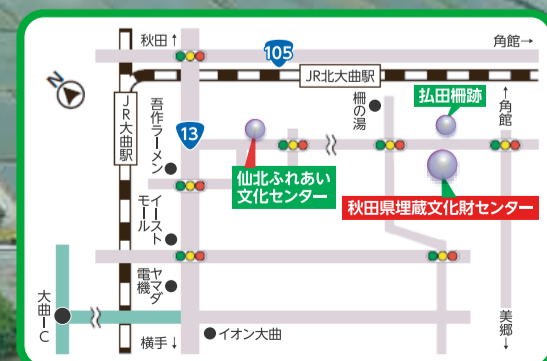 秋田↑
105
角館→
JR北大曲駅
N
JR大曲駅
吾作ラーメン
13
柵の湯
払田柵跡
↑角館
仙北ふれあい
文化センター
秋田県埋蔵文化財センター
イースト
モール
ヤマダ
電機
大曲IC
横手↓
イオン大曲
美郷↓